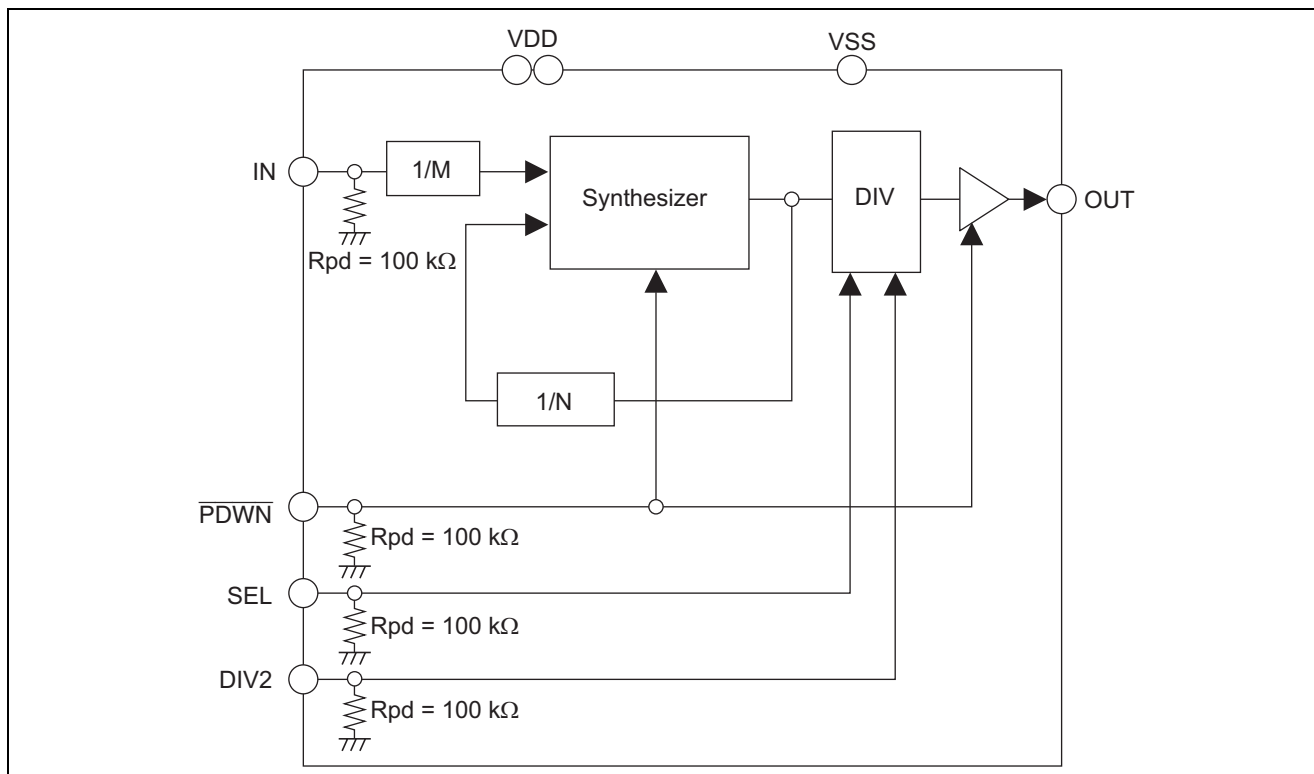 VDD
VSS
IN
1/M
Synthesizer
DIV
OUT
Rpd = 100 kΩ
1/N
PDWN
Rpd = 100 kΩ
SEL
Rpd = 100 kΩ
DIV2
Rpd = 100 kΩ